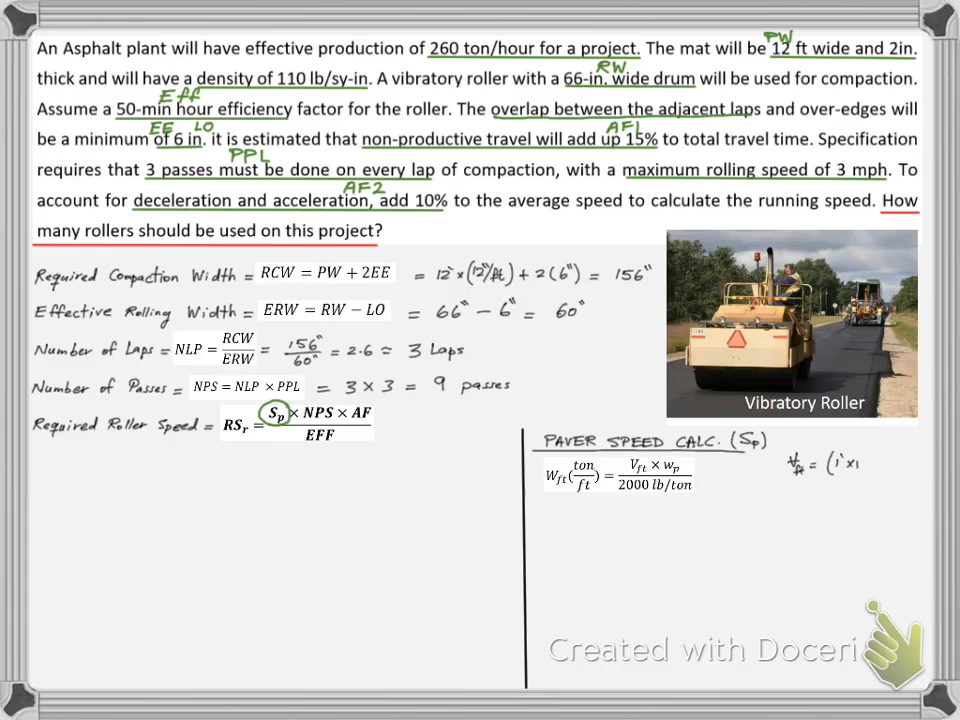 An Asphalt plant will have effective production of 260 ton/hour for a project. The mat will be 12 ft wide and 2in.
PW
thick and will have a density of 110 lb/sy-in. A vibratory roller with a 66-in. wide drum will be used for compaction.
RW
Assume a 50-min hour efficiency factor for the roller. The overlap between the adjacent laps and over-edges will
Eff
be a minimum of 6 in. it is estimated that non-productive travel will add up 15% to total travel time. Specification
EE LO AF1
requires that 3 passes must be done on every lap of compaction, with a maximum rolling speed of 3 mph. To
PPL
account for deceleration and acceleration, add 10% to the average speed to calculate the running speed. How
AF2
many rollers should be used on this project?
Required Compaction Width = RCW = PW + 2EE = 12' × (12"/ft) + 2(6") = 156"
Effective Rolling Width = ERW = RW − LO = 66" − 6" = 60"
Number of Laps = NLP = RCW/ERW = 156"/60" = 2.6 ≈ 3 Laps
Number of Passes = NPS = NLP × PPL = 3 × 3 = 9 passes
Required Roller Speed = RSr = Sp × NPS × AF / EFF
Vibratory Roller
PAVER SPEED CALC. (Sp)
Wft(ton/ft) = Vft × wp / 2000 lb/ton
Vft = (1' ×1
Created with Doceri